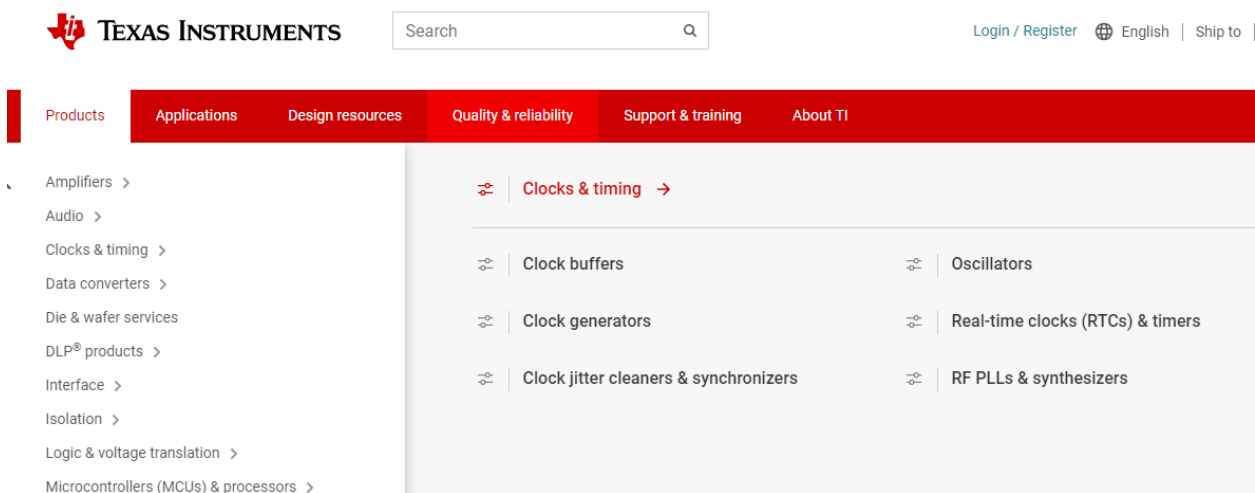 TEXAS INSTRUMENTS
Search
Login / Register English Ship to
Products Applications Design resources Quality & reliability Support & training About TI
Amplifiers
Audio
Clocks & timing
Data converters
Die & wafer services
DLP® products
Interface
Isolation
Logic & voltage translation
Microcontrollers (MCUs) & processors
Clocks & timing
Clock buffers
Oscillators
Clock generators
Real-time clocks (RTCs) & timers
Clock jitter cleaners & synchronizers
RF PLLs & synthesizers